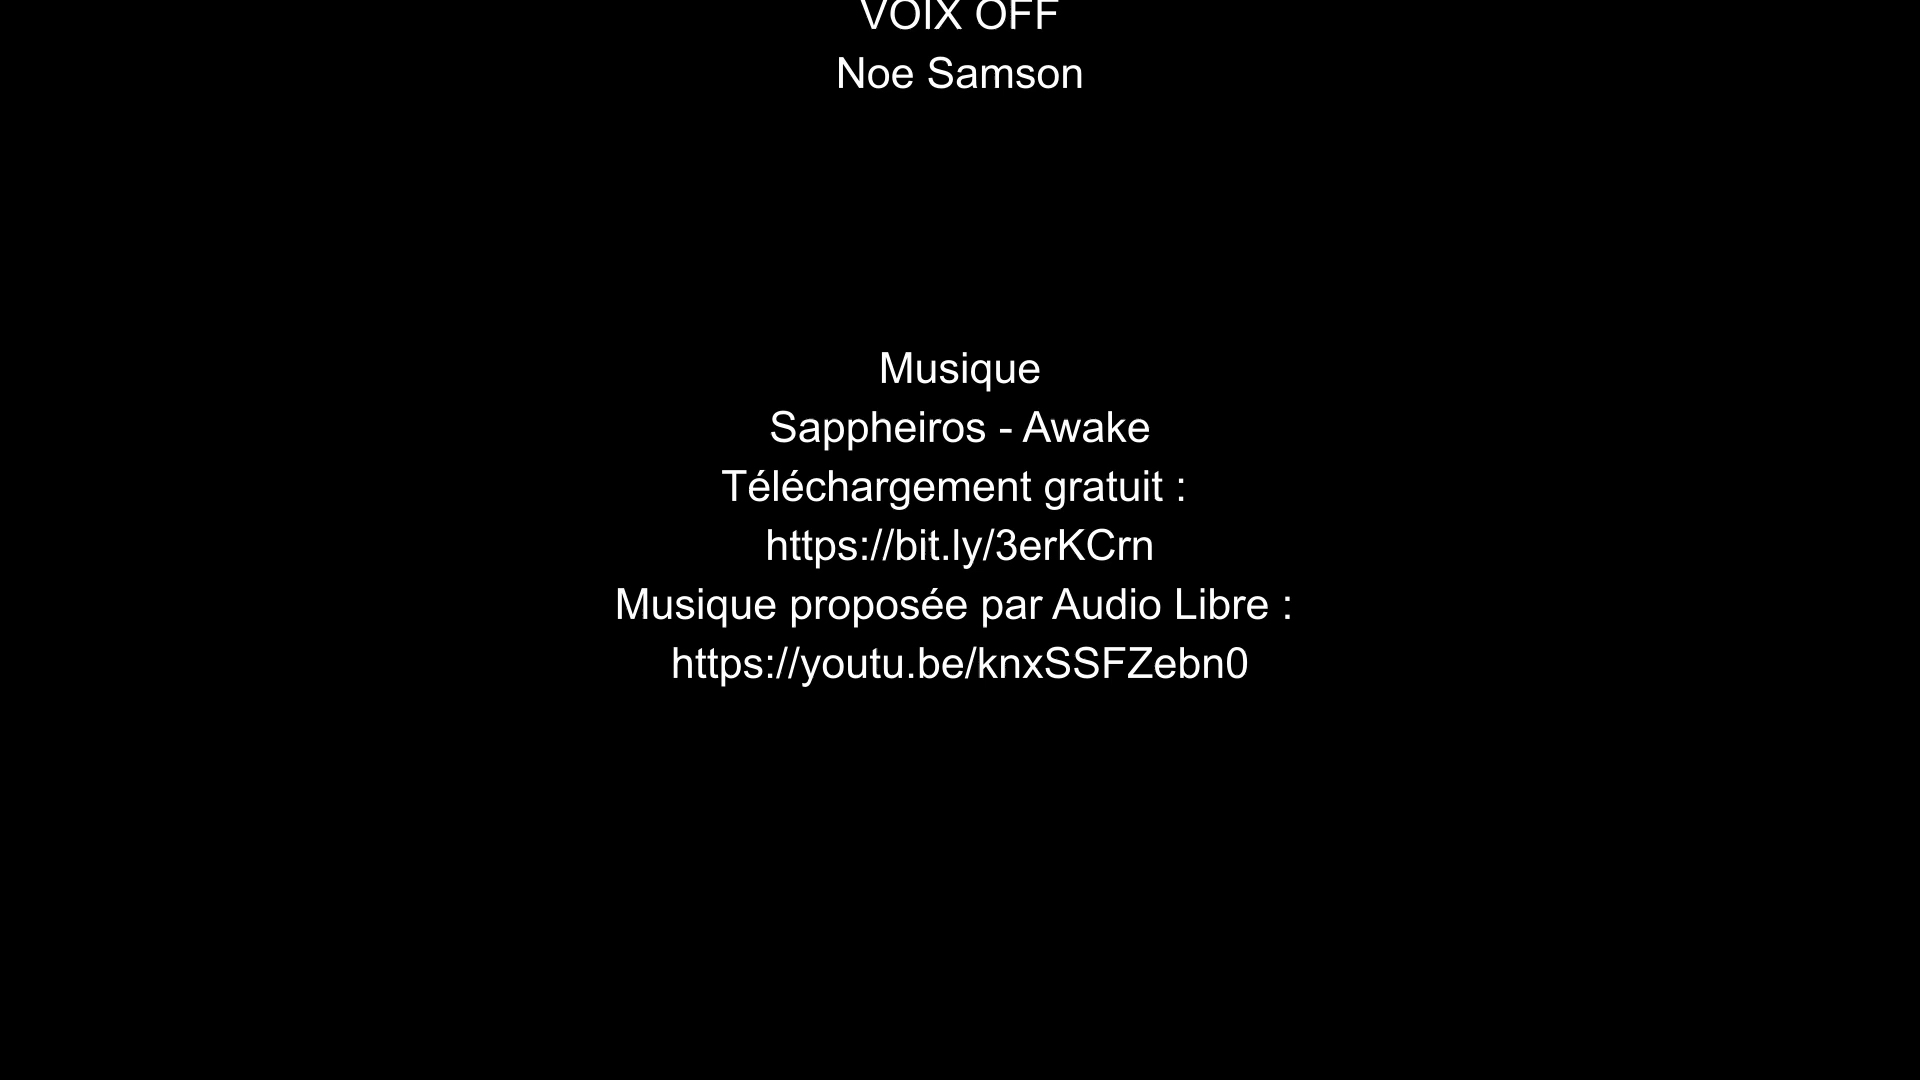 VOIX OFF
Noe Samson
Musique
Sappheiros - Awake
Téléchargement gratuit :
https://bit.ly/3erKCrn
Musique proposée par Audio Libre :
https://youtu.be/knxSSFZebn0